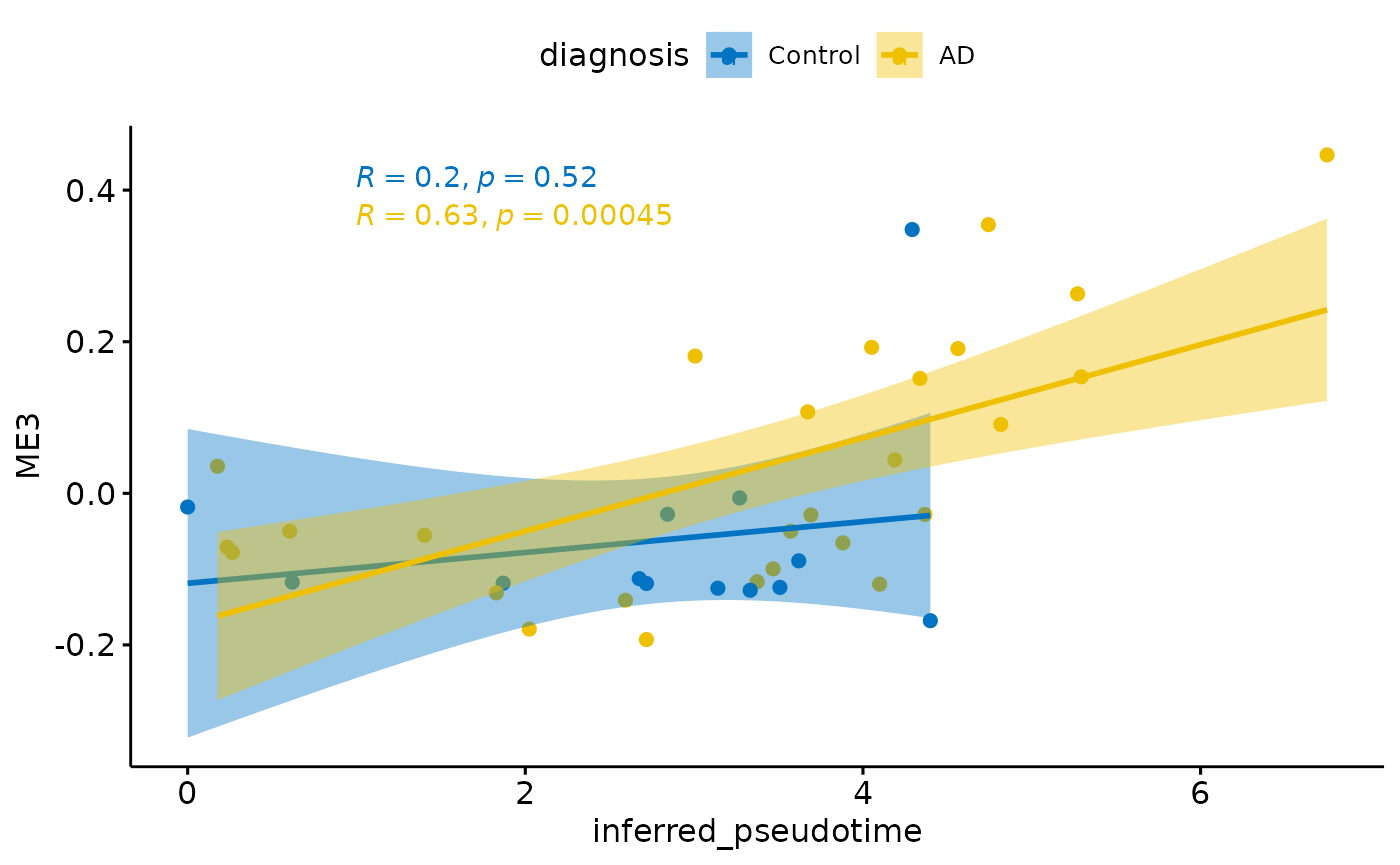 diagnosis Control AD
R = 0.2, p = 0.52
R = 0.63, p = 0.00045
0.4
0.2
0.0
-0.2
ME3
0 2 4 6
inferred_pseudotime